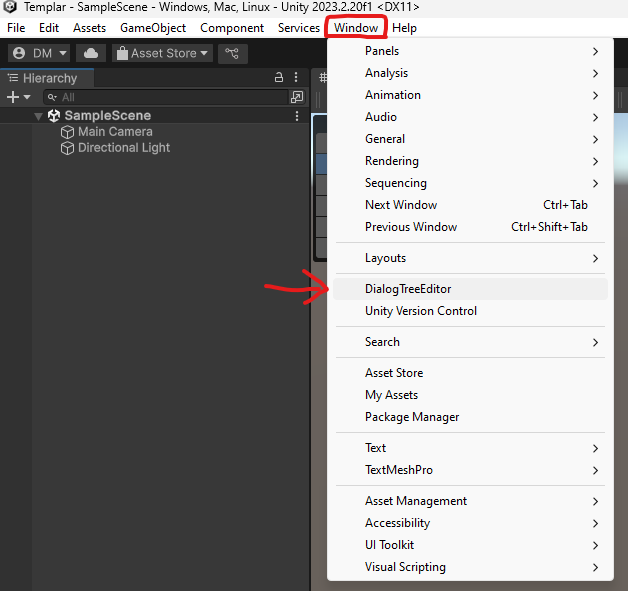 Templar - SampleScene - Windows, Mac, Linux - Unity 2023.2.20f1 <DX11>
File Edit Assets GameObject Component Services Window Help
DM Asset Store
Hierarchy
All
SampleScene
Main Camera
Directional Light
Panels
Analysis
Animation
Audio
General
Rendering
Sequencing
Next Window Ctrl+Tab
Previous Window Ctrl+Shift+Tab
Layouts
DialogTreeEditor
Unity Version Control
Search
Asset Store
My Assets
Package Manager
Text
TextMeshPro
Asset Management
Accessibility
UI Toolkit
Visual Scripting